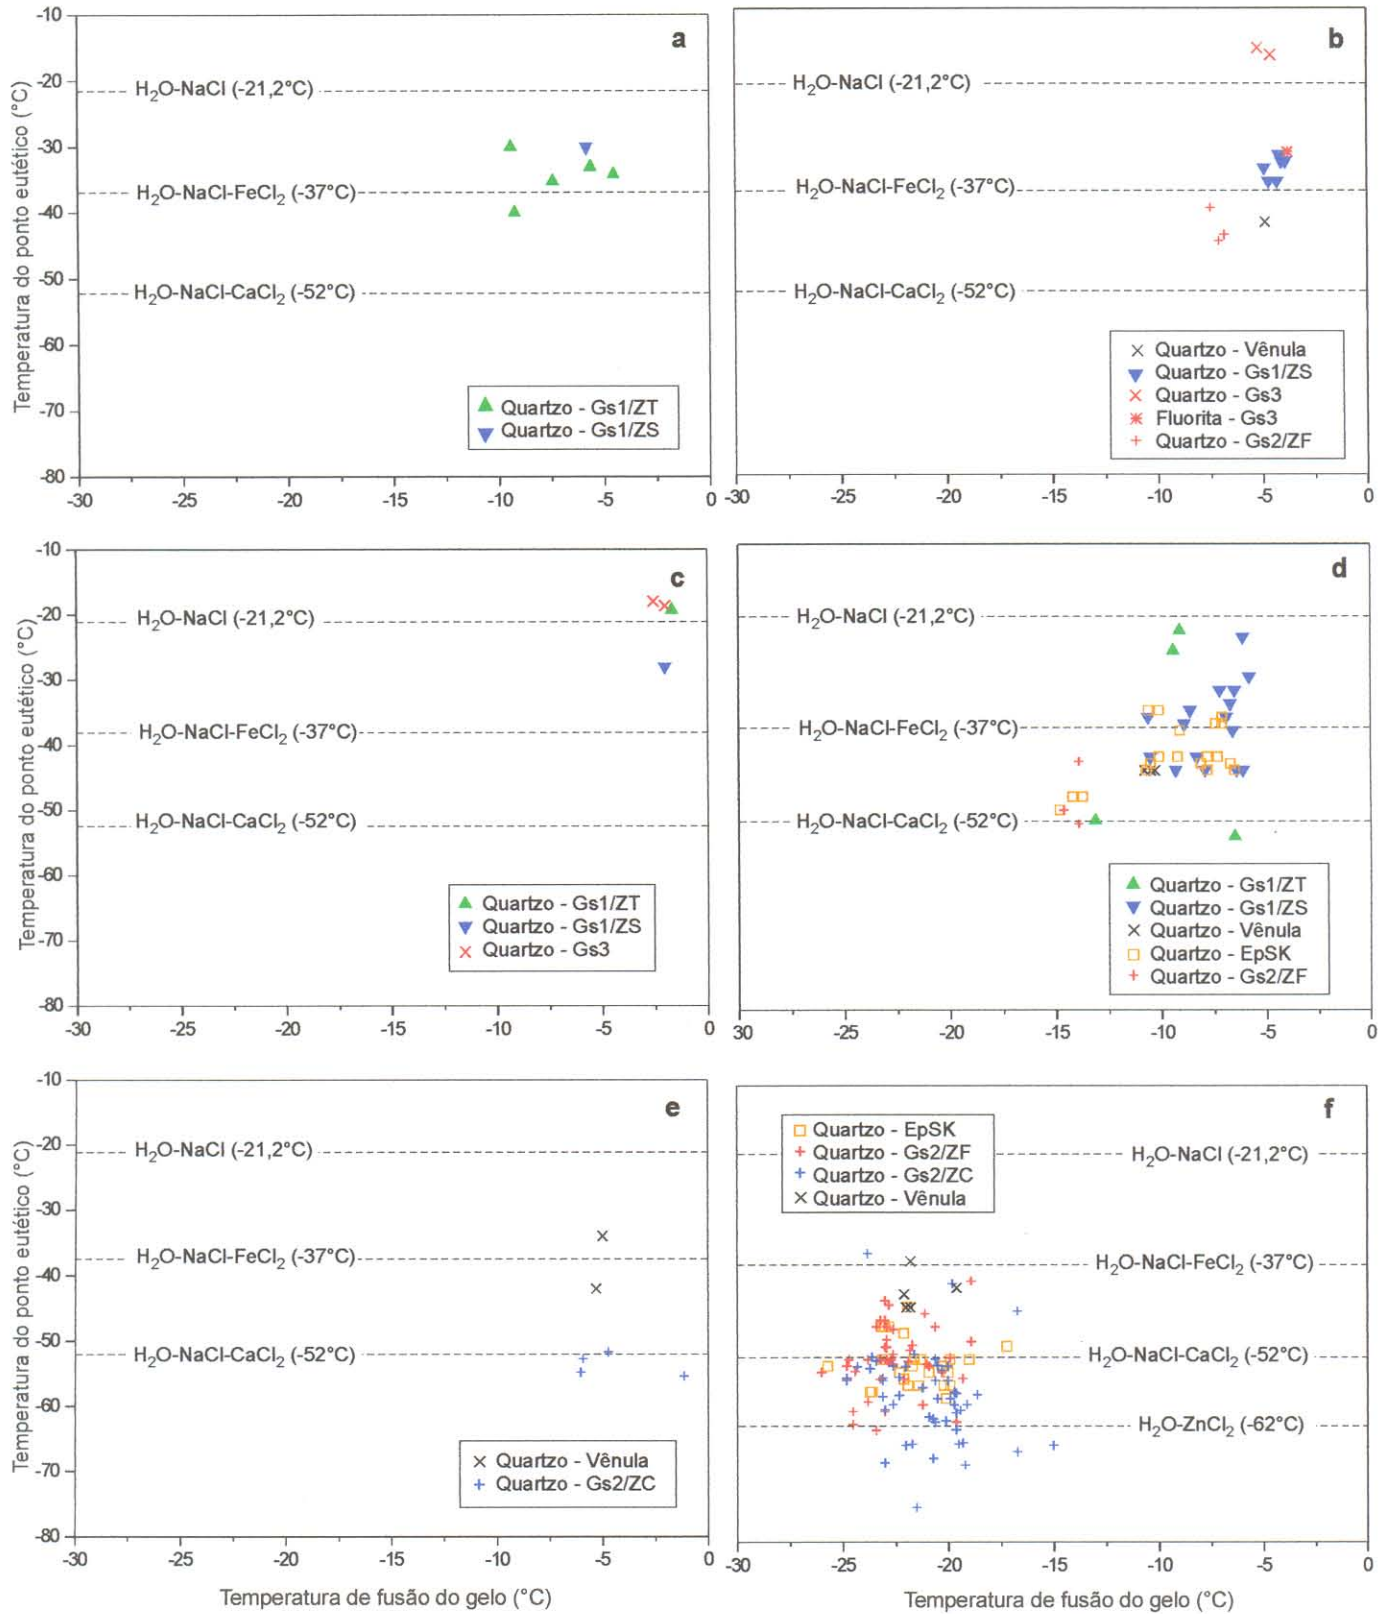 a
Temperatura do ponto eutético (°C)
-10
-20
-30
-40
-50
-60
-70
-80
H₂O-NaCl (-21,2°C)
H₂O-NaCl-FeCl₂ (-37°C)
H₂O-NaCl-CaCl₂ (-52°C)
Quartzo - Gs1/ZT
Quartzo - Gs1/ZS
-30 -25 -20 -15 -10 -5 0
b
H₂O-NaCl (-21,2°C)
H₂O-NaCl-FeCl₂ (-37°C)
H₂O-NaCl-CaCl₂ (-52°C)
Quartzo - Vênula
Quartzo - Gs1/ZS
Quartzo - Gs3
Fluorita - Gs3
Quartzo - Gs2/ZF
-30 -25 -20 -15 -10 -5 0
c
Temperatura do ponto eutético (°C)
-10
-20
-30
-40
-50
-60
-70
-80
H₂O-NaCl (-21,2°C)
H₂O-NaCl-FeCl₂ (-37°C)
H₂O-NaCl-CaCl₂ (-52°C)
Quartzo - Gs1/ZT
Quartzo - Gs1/ZS
Quartzo - Gs3
-30 -25 -20 -15 -10 -5 0
d
H₂O-NaCl (-21,2°C)
H₂O-NaCl-FeCl₂ (-37°C)
H₂O-NaCl-CaCl₂ (-52°C)
Quartzo - Gs1/ZT
Quartzo - Gs1/ZS
Quartzo - Vênula
Quartzo - EpSK
Quartzo - Gs2/ZF
30 -25 -20 -15 -10 -5 0
e
Temperatura do ponto eutético (°C)
-10
-20
-30
-40
-50
-60
-70
-80
H₂O-NaCl (-21,2°C)
H₂O-NaCl-FeCl₂ (-37°C)
H₂O-NaCl-CaCl₂ (-52°C)
Quartzo - Vênula
Quartzo - Gs2/ZC
-30 -25 -20 -15 -10 -5 0
Temperatura de fusão do gelo (°C)
f
Quartzo - EpSK
Quartzo - Gs2/ZF
Quartzo - Gs2/ZC
Quartzo - Vênula
H₂O-NaCl (-21,2°C)
H₂O-NaCl-FeCl₂ (-37°C)
H₂O-NaCl-CaCl₂ (-52°C)
H₂O-ZnCl₂ (-62°C)
-30 -25 -20 -15 -10 -5 0
Temperatura de fusão do gelo (°C)